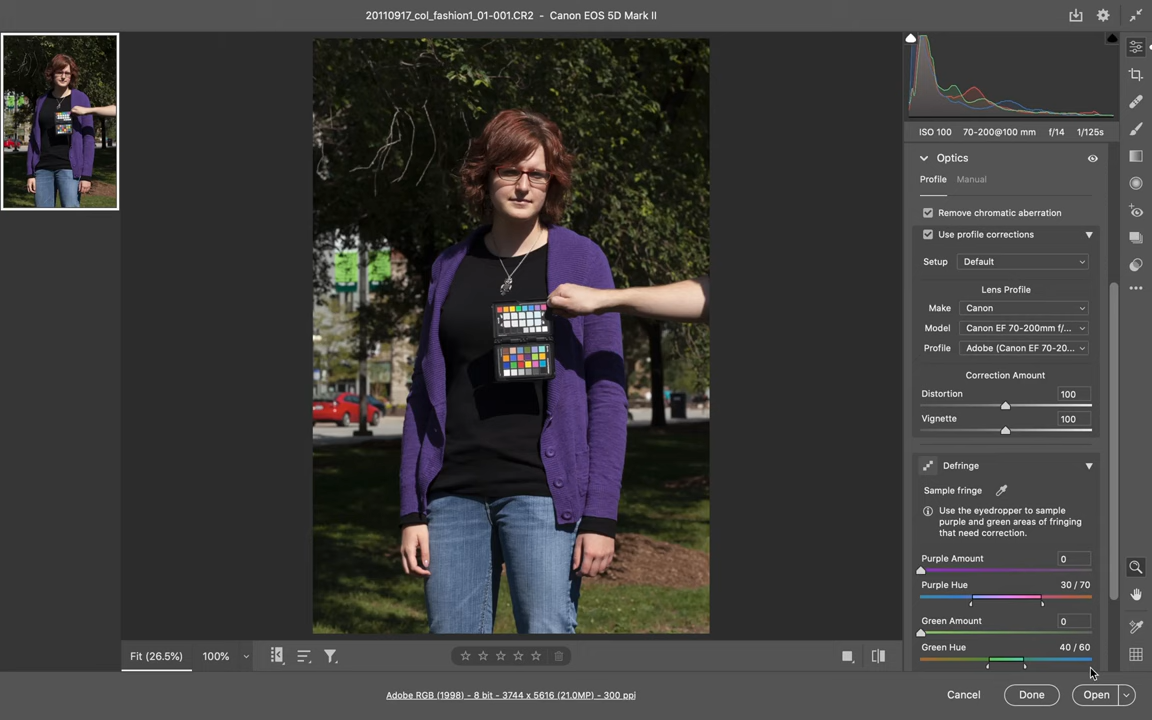 20110917_col_fashion1_01-001.CR2 - Canon EOS 5D Mark II
ISO 100 70-200@100 mm f/14 1/125s
Optics
Profile Manual
Remove chromatic aberration
Use profile corrections
Setup Default
Lens Profile
Make Canon
Model Canon EF 70-200mm f/...
Profile Adobe (Canon EF 70-20...
Correction Amount
Distortion 100
Vignette 100
Defringe
Sample fringe
Use the eyedropper to sample
purple and green areas of fringing
that need correction.
Purple Amount 0
Purple Hue 30 / 70
Green Amount 0
Green Hue 40 / 60
Fit (26.5%) 100%
Adobe RGB (1998) - 8 bit - 3744 x 5616 (21.0MP) - 300 ppi
Cancel Done Open